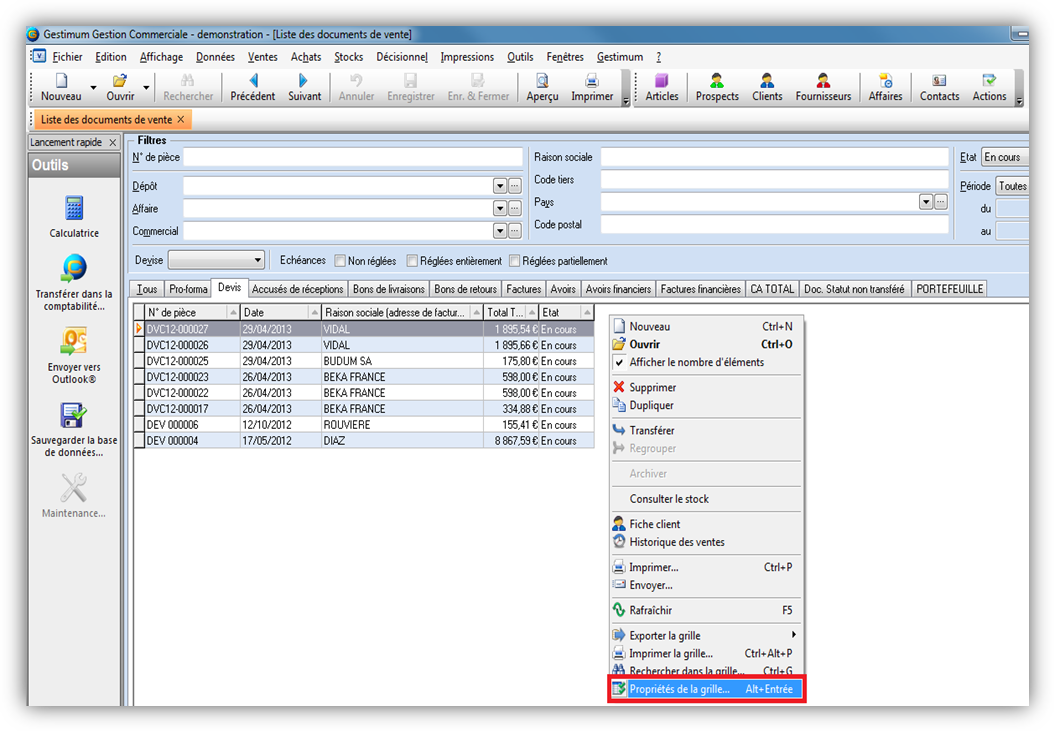 Gestimum Gestion Commerciale - demonstration - [Liste des documents de vente]
Fichier Edition Affichage Données Ventes Achats Stocks Décisionnel Impressions Outils Fenêtres Gestimum ?
Nouveau Ouvrir Rechercher Précédent Suivant Annuler Enregistrer Enr. & Fermer Aperçu Imprimer Articles Prospects Clients Fournisseurs Affaires Contacts Actions
Liste des documents de vente ×
Lancement rapide ×
Outils
Calculatrice
Transférer dans la
comptabilité...
Envoyer vers
Outlook®
Sauvegarder la base
de données...
Maintenance...
Filtres
N° de pièce
Raison sociale
Etat En cours
Dépôt ...
Code tiers
Période Toutes
Affaire ...
Pays ...
du
Commercial ...
Code postal
au
Devise
Echéances Non réglées Réglées entièrement Réglées partiellement
Tous Pro-forma Devis Accusés de réceptions Bons de livraisons Bons de retours Factures Avoirs Avoirs financiers Factures financières CA TOTAL Doc. Statut non transféré PORTEFEUILLE
N° de pièce Date Raison sociale (adresse de factur... Total T... Etat
DVC12-000027 29/04/2013 VIDAL 1 895,54 € En cours
DVC12-000026 29/04/2013 VIDAL 1 895,66 € En cours
DVC12-000025 29/04/2013 BUDUM SA 175,80 € En cours
DVC12-000023 26/04/2013 BEKA FRANCE 598,00 € En cours
DVC12-000022 26/04/2013 BEKA FRANCE 598,00 € En cours
DVC12-000017 26/04/2013 BEKA FRANCE 334,88 € En cours
DEV 000006 12/10/2012 ROUVIERE 155,41 € En cours
DEV 000004 17/05/2012 DIAZ 8 867,59 € En cours
Nouveau Ctrl+N
Ouvrir Ctrl+O
Afficher le nombre d'éléments
Supprimer
Dupliquer
Transférer
Regrouper
Archiver
Consulter le stock
Fiche client
Historique des ventes
Imprimer... Ctrl+P
Envoyer...
Rafraîchir F5
Exporter la grille
Imprimer la grille... Ctrl+Alt+P
Rechercher dans la grille... Ctrl+G
Propriétés de la grille... Alt+Entrée